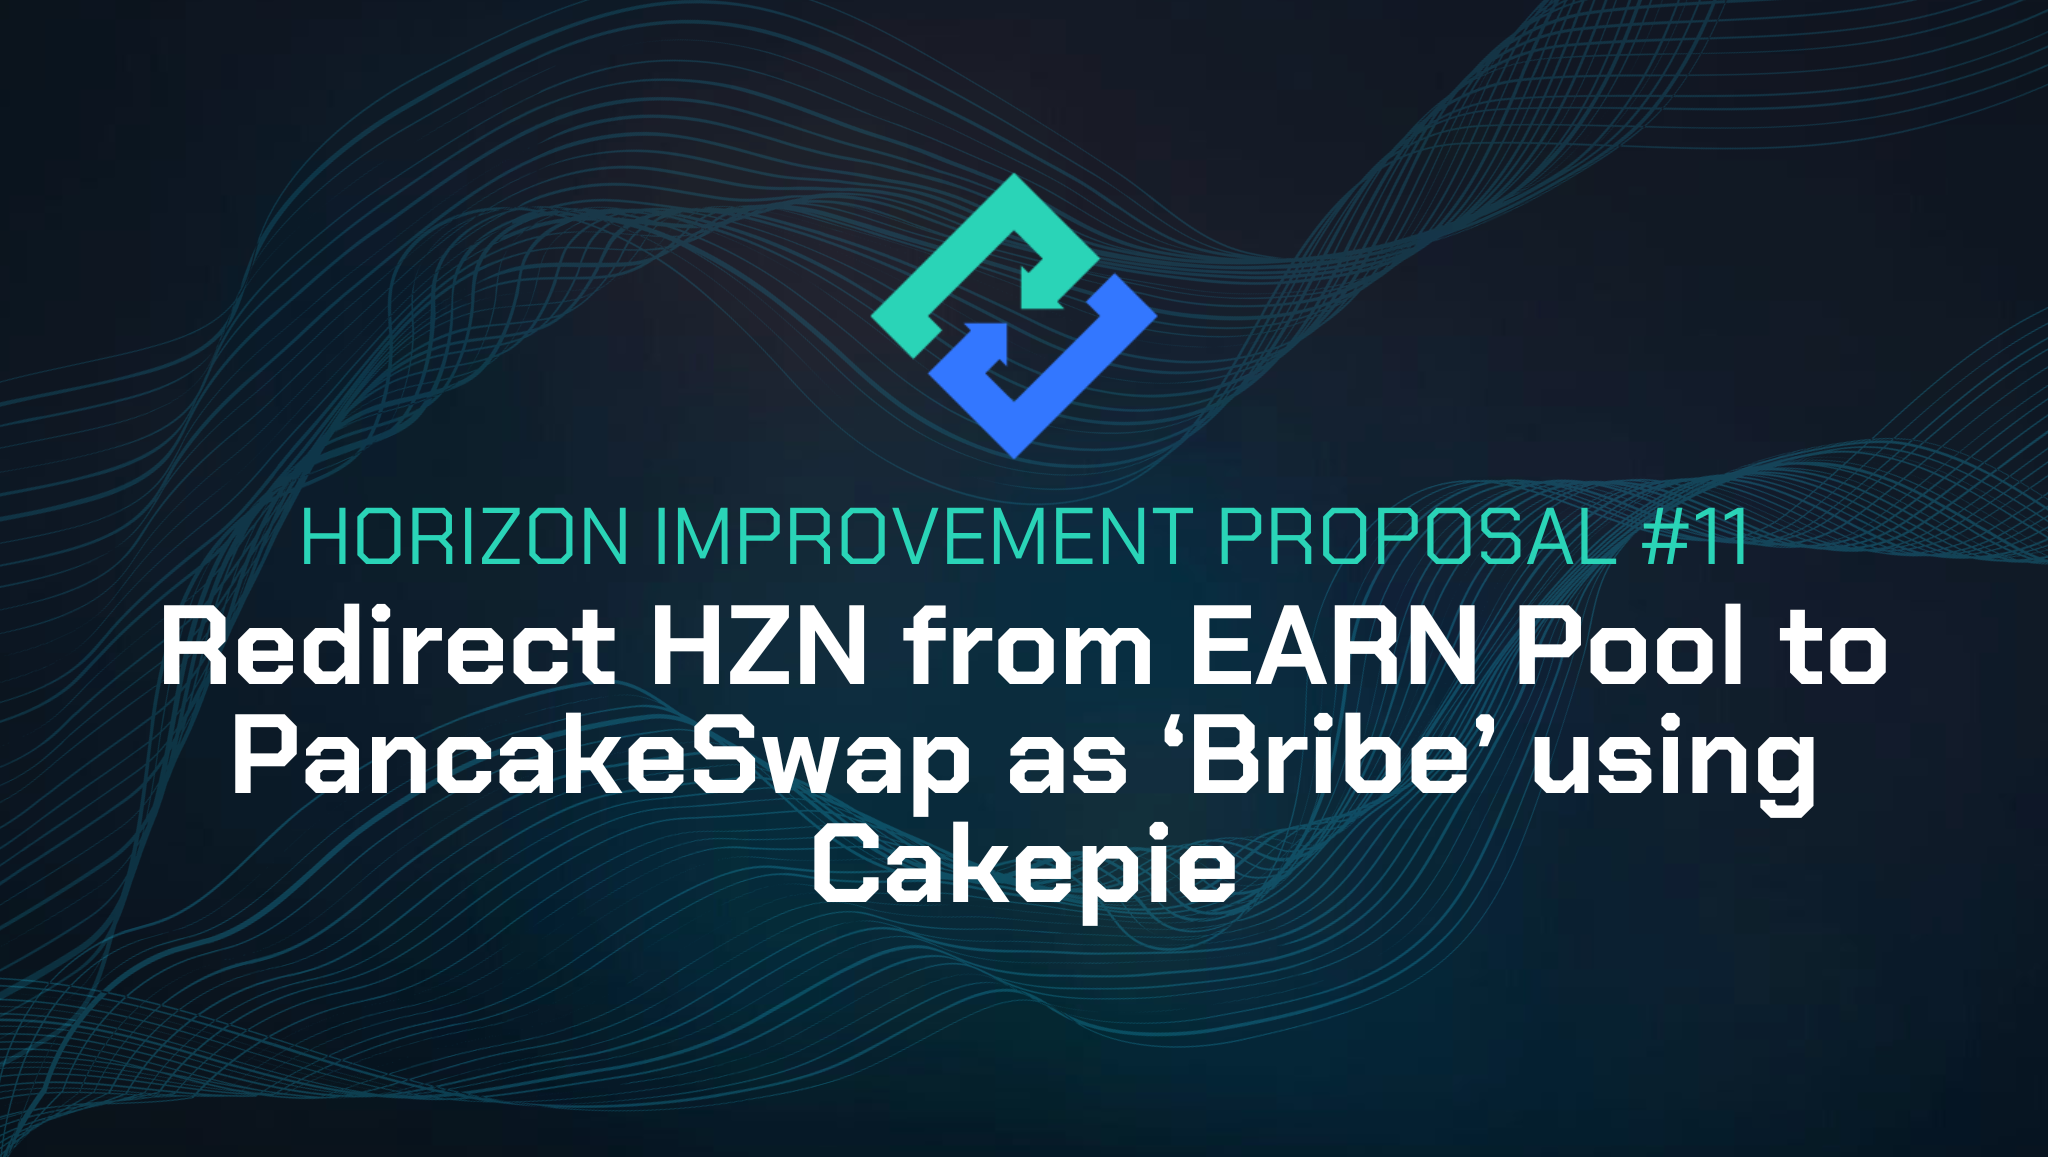 HORIZON IMPROVEMENT PROPOSAL #11
Redirect HZN from EARN Pool to
PancakeSwap as ‘Bribe’ using
Cakepie